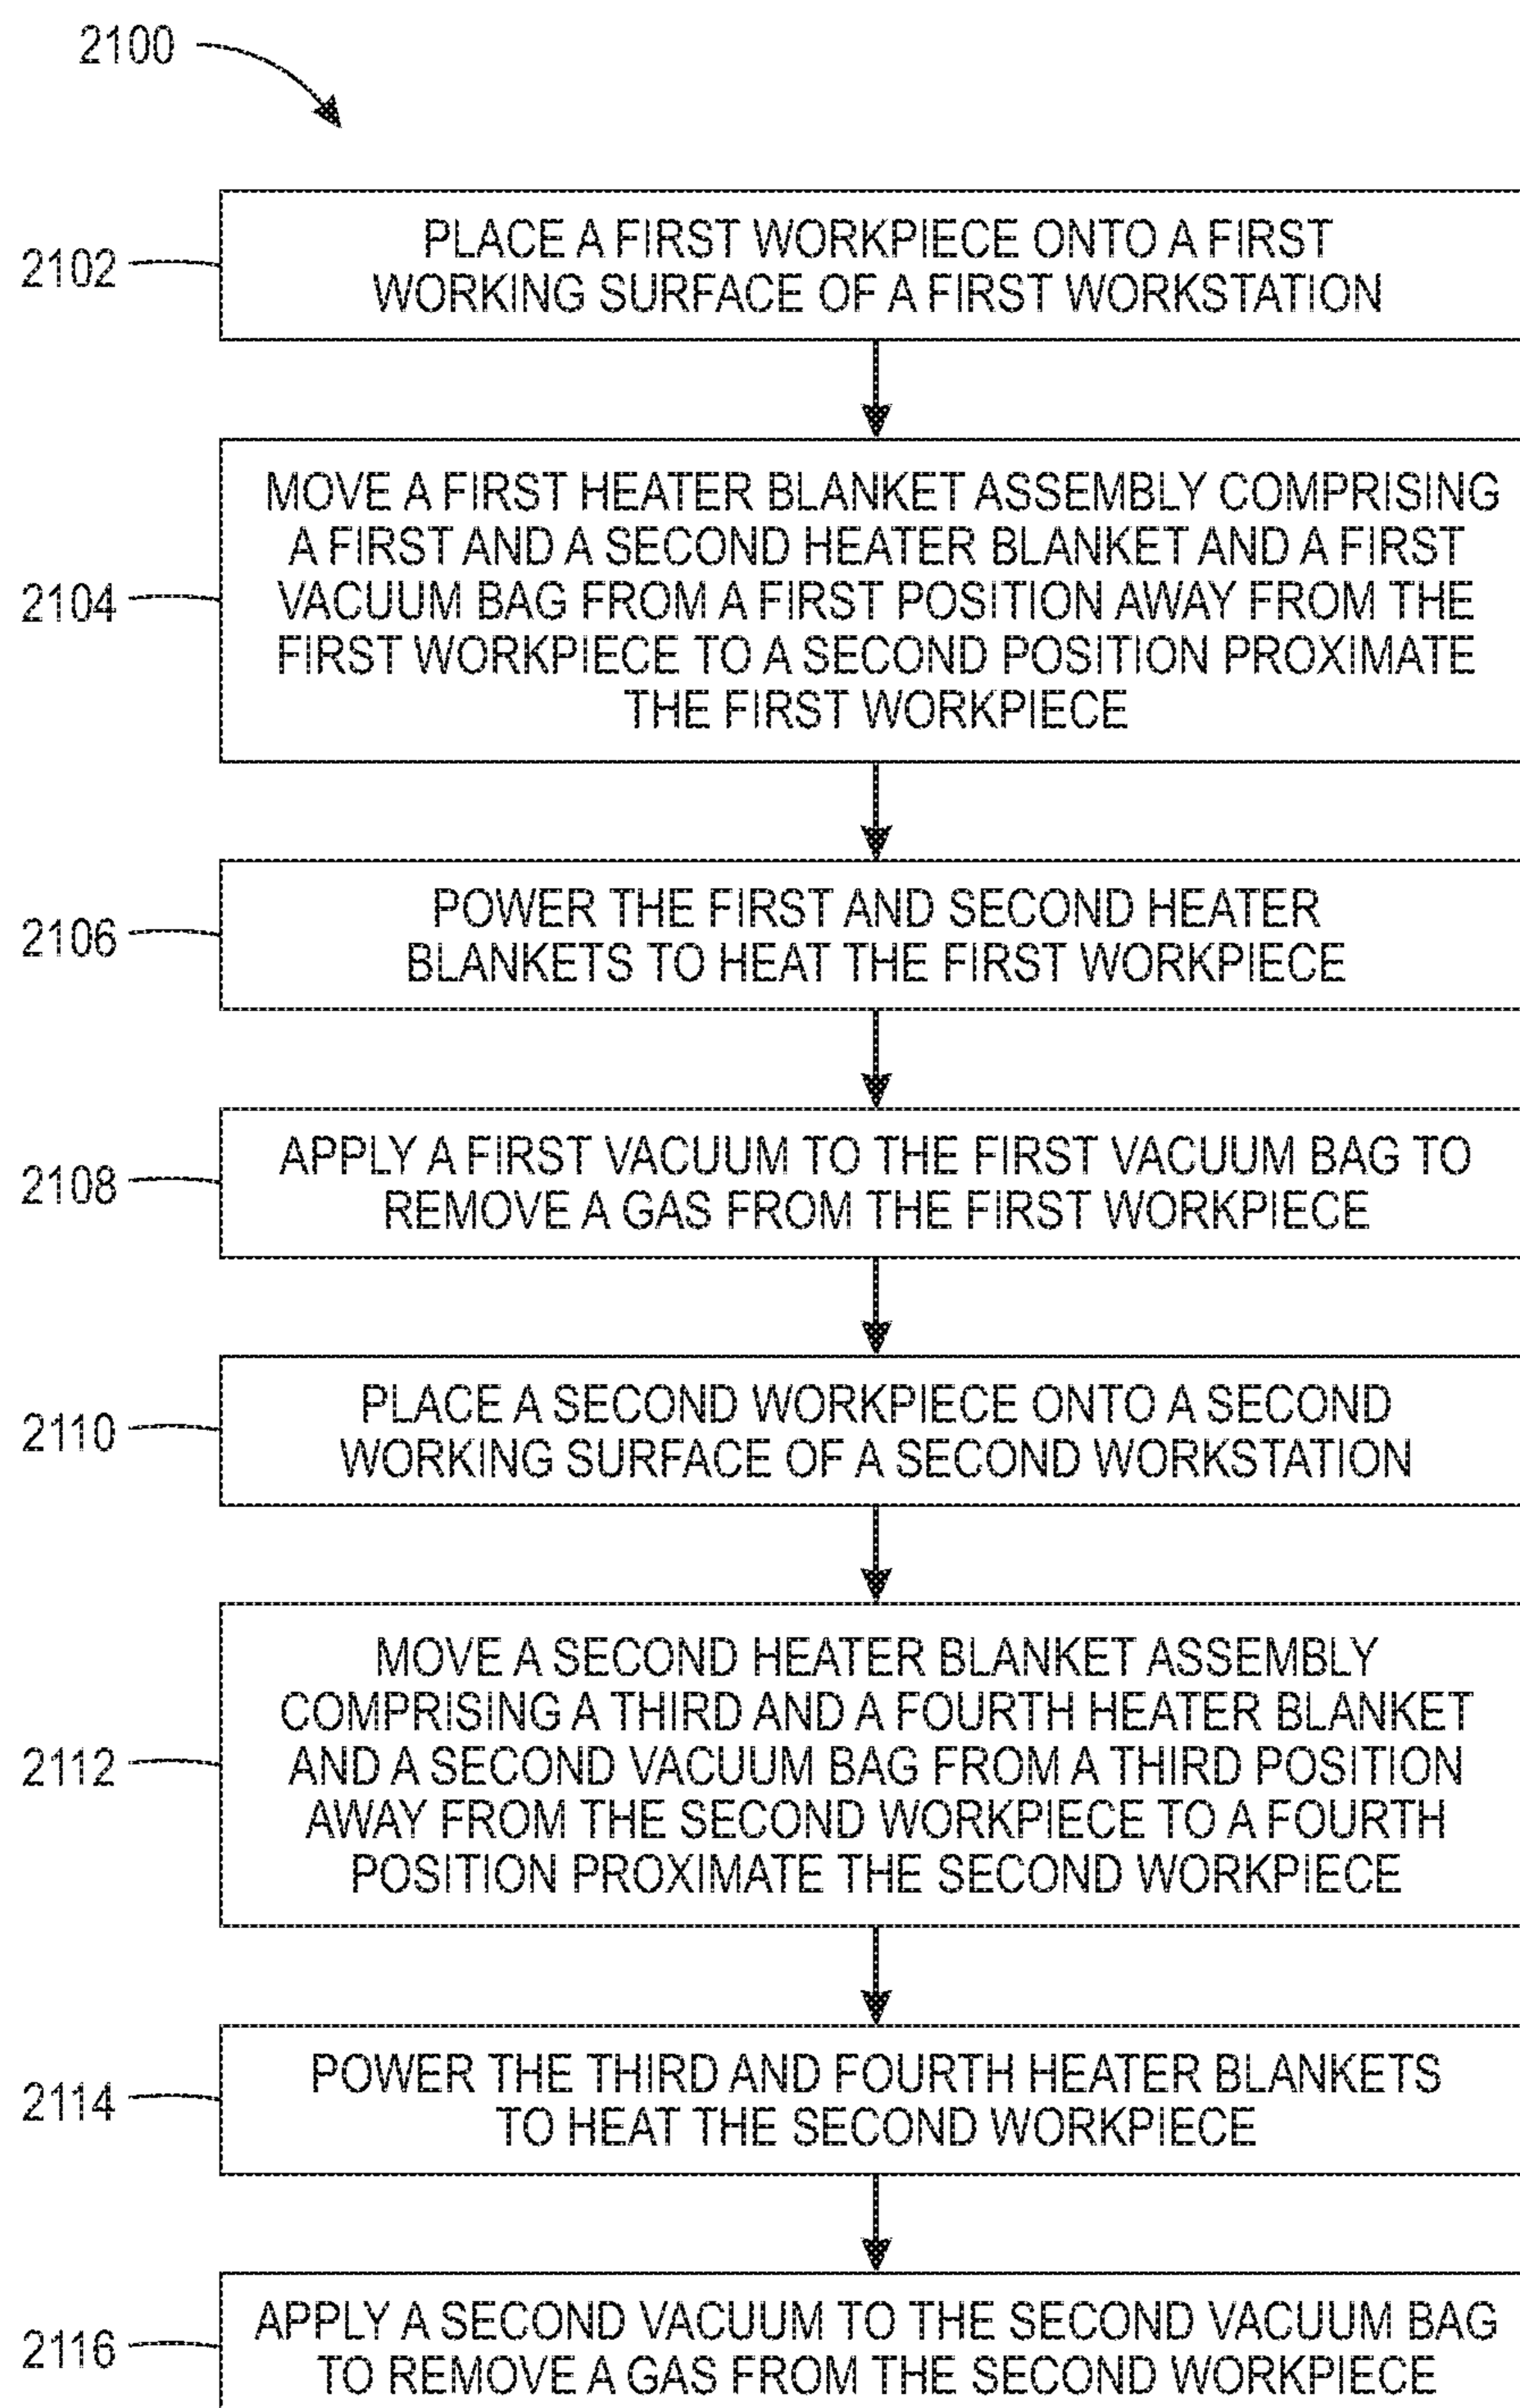 2100
2102
PLACE A FIRST WORKPIECE ONTO A FIRST
WORKING SURFACE OF A FIRST WORKSTATION
2104
MOVE A FIRST HEATER BLANKET ASSEMBLY COMPRISING
A FIRST AND A SECOND HEATER BLANKET AND A FIRST
VACUUM BAG FROM A FIRST POSITION AWAY FROM THE
FIRST WORKPIECE TO A SECOND POSITION PROXIMATE
THE FIRST WORKPIECE
2106
POWER THE FIRST AND SECOND HEATER
BLANKETS TO HEAT THE FIRST WORKPIECE
2108
APPLY A FIRST VACUUM TO THE FIRST VACUUM BAG TO
REMOVE A GAS FROM THE FIRST WORKPIECE
2110
PLACE A SECOND WORKPIECE ONTO A SECOND
WORKING SURFACE OF A SECOND WORKSTATION
2112
MOVE A SECOND HEATER BLANKET ASSEMBLY
COMPRISING A THIRD AND A FOURTH HEATER BLANKET
AND A SECOND VACUUM BAG FROM A THIRD POSITION
AWAY FROM THE SECOND WORKPIECE TO A FOURTH
POSITION PROXIMATE THE SECOND WORKPIECE
2114
POWER THE THIRD AND FOURTH HEATER BLANKETS
TO HEAT THE SECOND WORKPIECE
2116
APPLY A SECOND VACUUM TO THE SECOND VACUUM BAG
TO REMOVE A GAS FROM THE SECOND WORKPIECE